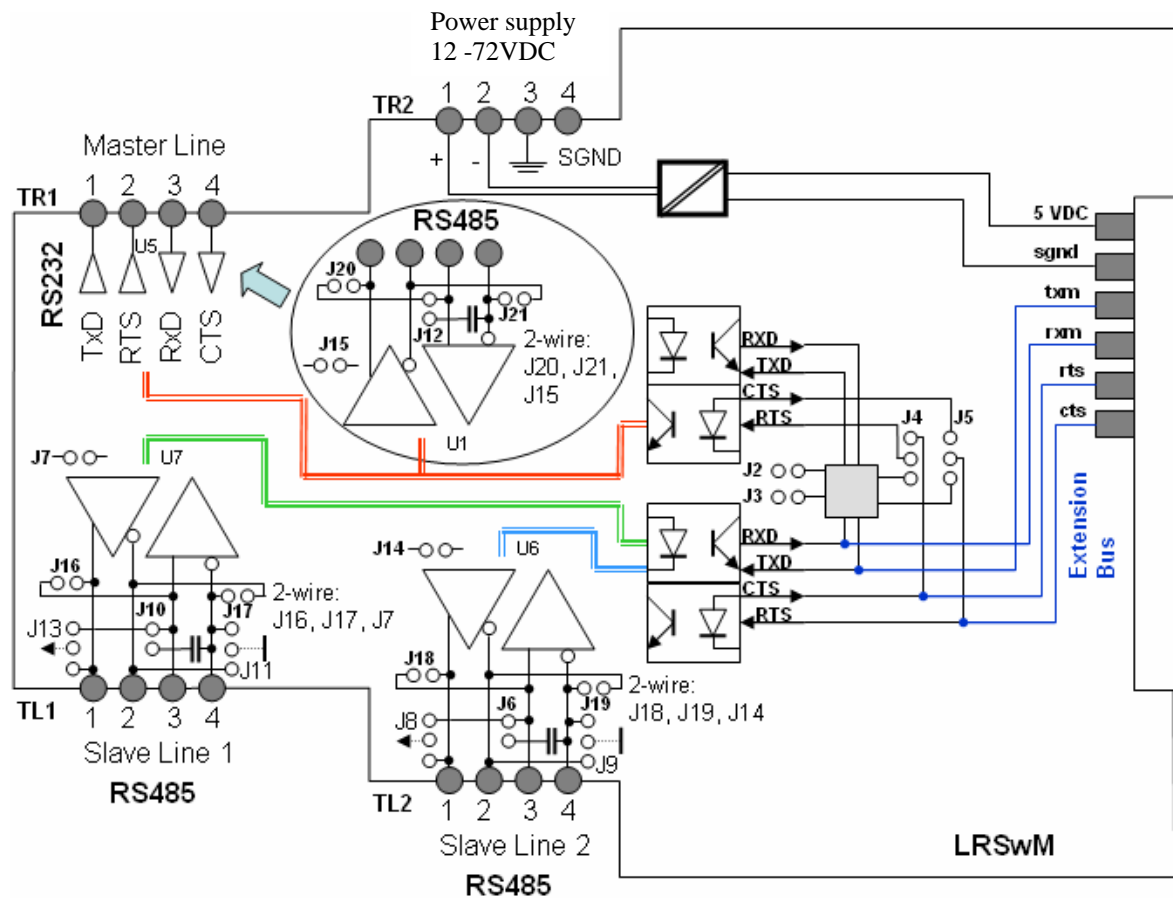 Power supply
12 -72VDC
1 2 3 4
TR2
+ - SGND
Master Line
TR1
1 2 3 4
RS232
U5
TxD
RTS
RxD
CTS
RS485
J20
J21
J12
J15
2-wire:
J20, J21,
J15
U1
5 VDC
sgnd
txm
rxm
rts
cts
RXD
TXD
CTS
RTS
J4
J5
J2
J3
RXD
TXD
CTS
RTS
Extension
Bus
J7
U7
J16
J10
J17
J13
J11
2-wire:
J16, J17, J7
TL1
1 2 3 4
Slave Line 1
RS485
J14
U6
J18
J6
J19
J8
J9
2-wire:
J18, J19, J14
TL2
1 2 3 4
Slave Line 2
RS485
LRSwM